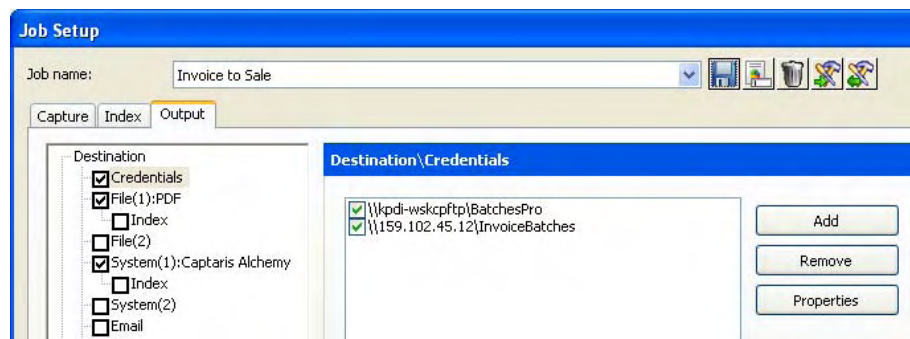 Job Setup
Job name: Invoice to Sale
Capture Index Output
Destination
Credentials
File(1):PDF
Index
File(2)
System(1):Captaris Alchemy
Index
System(2)
Email
Destination\Credentials
\\kpdi-wskcpftp\BatchesPro
\\159.102.45.12\InvoiceBatches
Add
Remove
Properties